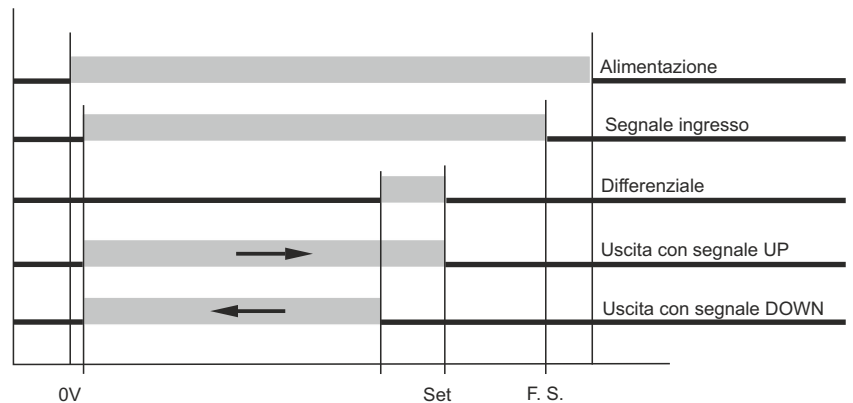 Alimentazione
Segnale ingresso
Differenziale
Uscita con segnale UP
Uscita con segnale DOWN
0V Set F. S.